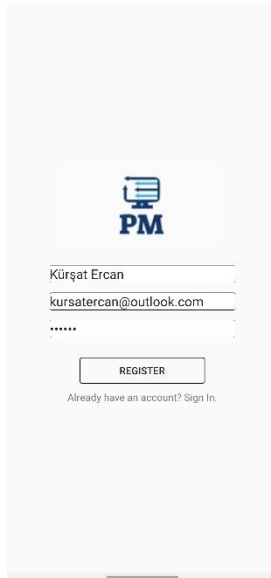 PM
Kürşat Ercan
kursatercan@outlook.com
••••••
REGISTER
Already have an account? Sign In.